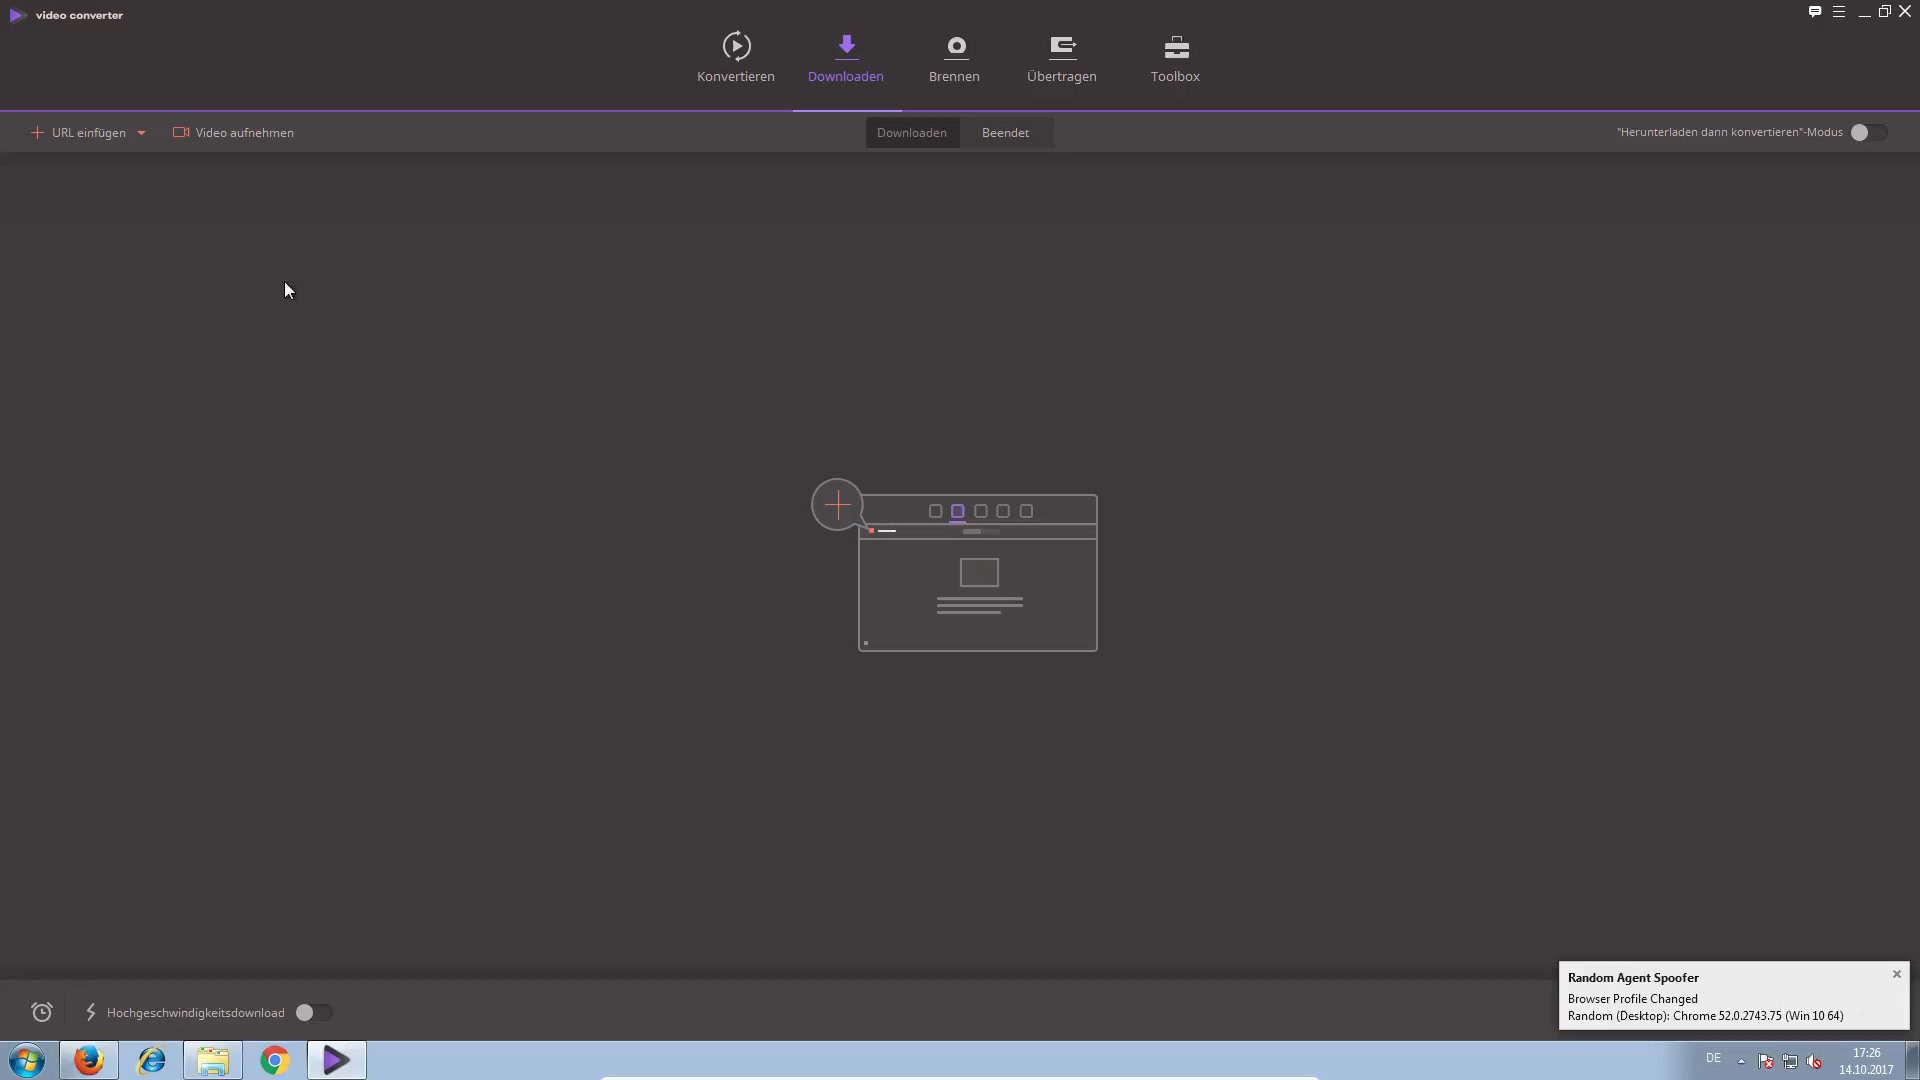 video converter
Konvertieren
Downloaden
Brennen
Übertragen
Toolbox
URL einfügen
Video aufnehmen
Downloaden
Beendet
"Herunterladen dann konvertieren"-Modus
Random Agent Spoofer
Browser Profile Changed
Random (Desktop): Chrome 52.0.2743.75 (Win 10 64)
Hochgeschwindigkeitsdownload
DE
17:26
14.10.2017